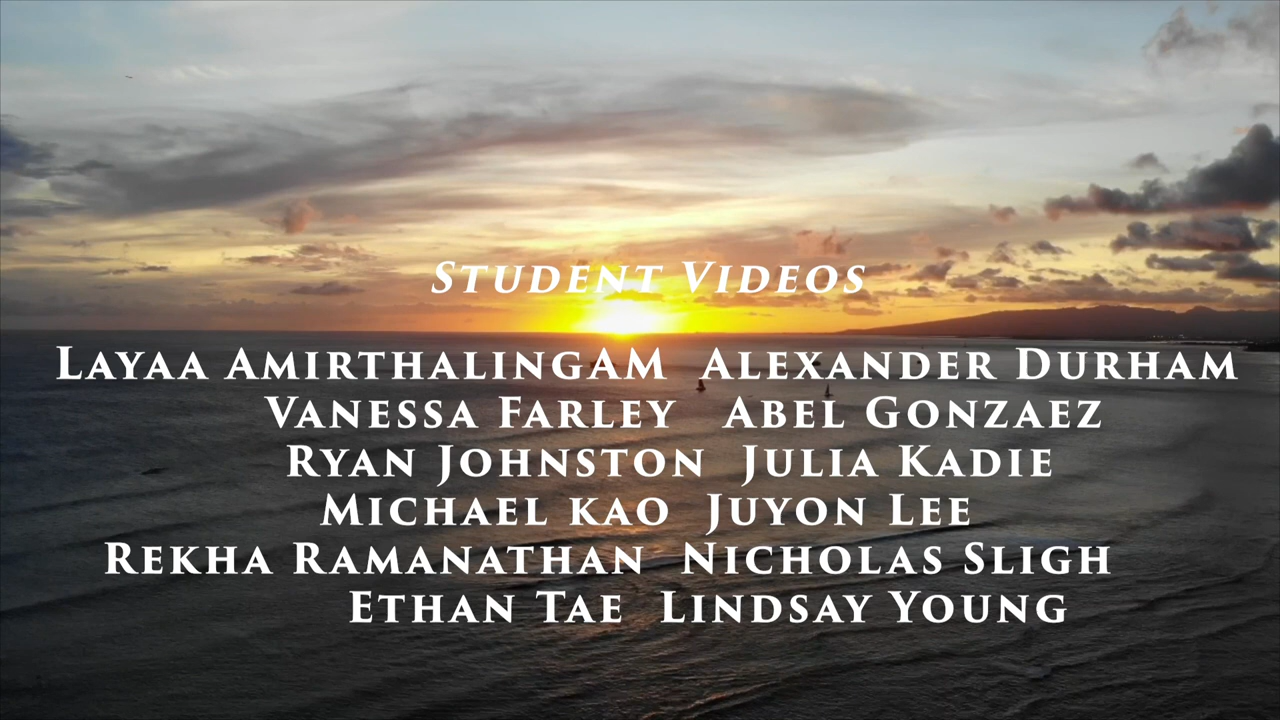 Student Videos
Layaa AmirthalingAM Alexander Durham
Vanessa Farley Abel Gonzaez
Ryan Johnston Julia Kadie
Michael kao Juyon Lee
Rekha Ramanathan Nicholas Sligh
Ethan Tae Lindsay Young